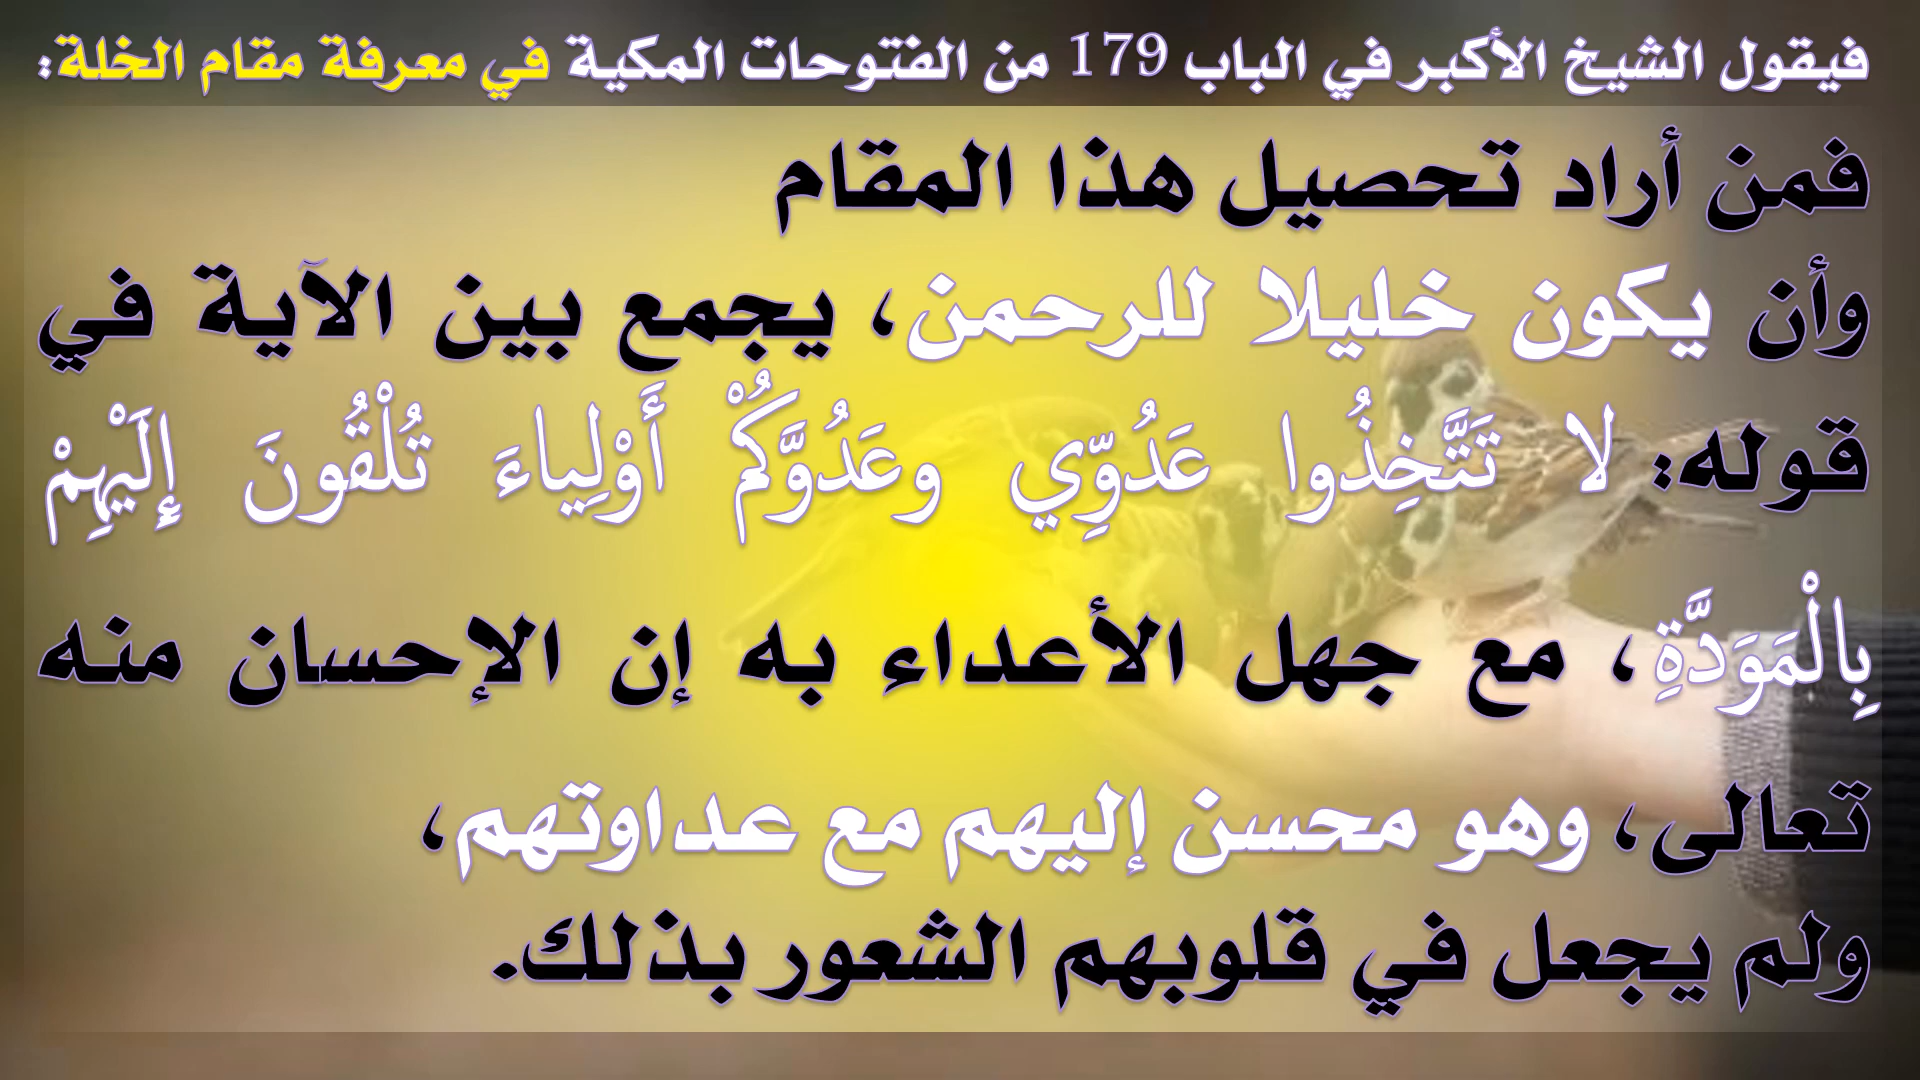 فيقول الشيخ الأكبر في الباب 179 من الفتوحات المكية في معرفة مقام الخلة:
فمن أراد تحصيل هذا المقام
وأن يكون خليلا للرحمن، يجمع بين الآية في
قوله: لا تَتَّخِذُوا عَدُوِّي وعَدُوَّكُمْ أَوْلِياءَ تُلْقُونَ إِلَيْهِمْ
بِالْمَوَدَّةِ، مع جهل الأعداء به إن الإحسان منه
تعالى، وهو محسن إليهم مع عداوتهم،
ولم يجعل في قلوبهم الشعور بذلك.